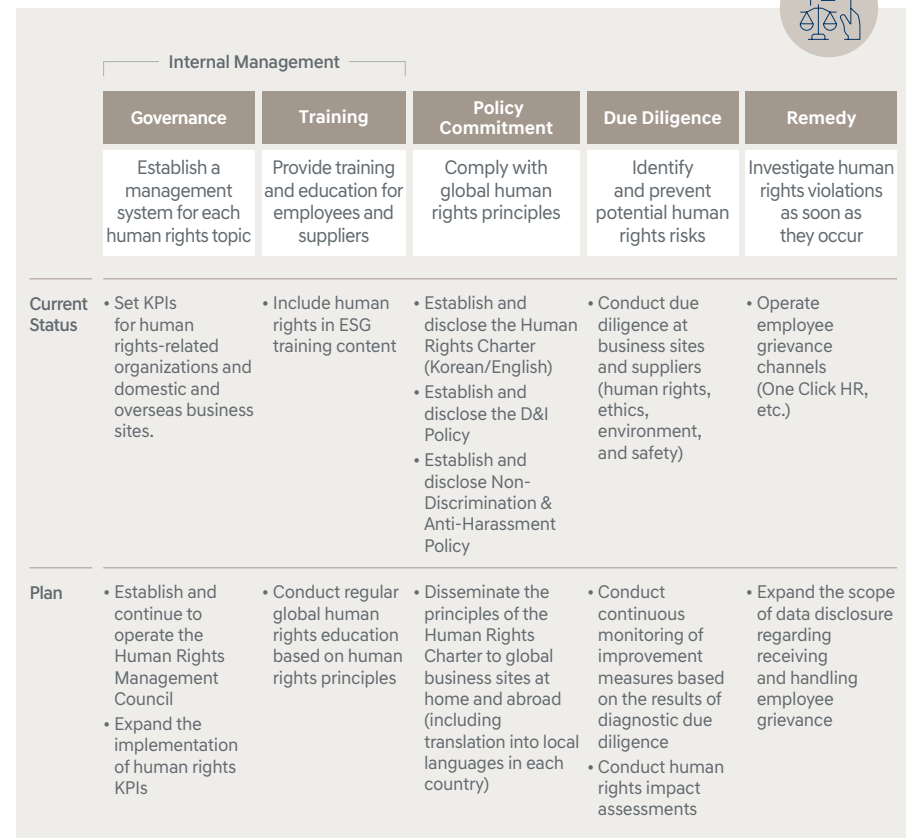 Internal Management
Governance
Training
Policy
Commitment
Due Diligence
Remedy
Establish a
management
system for each
human rights topic
Provide training
and education for
employees and
suppliers
Comply with
global human
rights principles
Identify
and prevent
potential human
rights risks
Investigate human
rights violations
as soon as
they occur
Current
Status
• Set KPIs
for human
rights-related
organizations and
domestic and
overseas business
sites.
• Include human
rights in ESG
training content
• Establish and
disclose the Human
Rights Charter
(Korean/English)
• Establish and
disclose the D&I
Policy
• Establish and
disclose Non-
Discrimination &
Anti-Harassment
Policy
• Conduct due
diligence at
business sites
and suppliers
(human rights,
ethics,
environment,
and safety)
• Operate
employee
grievance
channels
(One Click HR,
etc.)
Plan
• Establish and
continue to
operate the
Human Rights
Management
Council
• Expand the
implementation
of human rights
KPIs
• Conduct regular
global human
rights education
based on human
rights principles
• Disseminate the
principles of the
Human Rights
Charter to global
business sites at
home and abroad
(including
translation into local
languages in each
country)
• Conduct
continuous
monitoring of
improvement
measures based
on the results of
diagnostic due
diligence
• Conduct human
rights impact
assessments
• Expand the scope
of data disclosure
regarding
receiving
and handling
employee
grievance